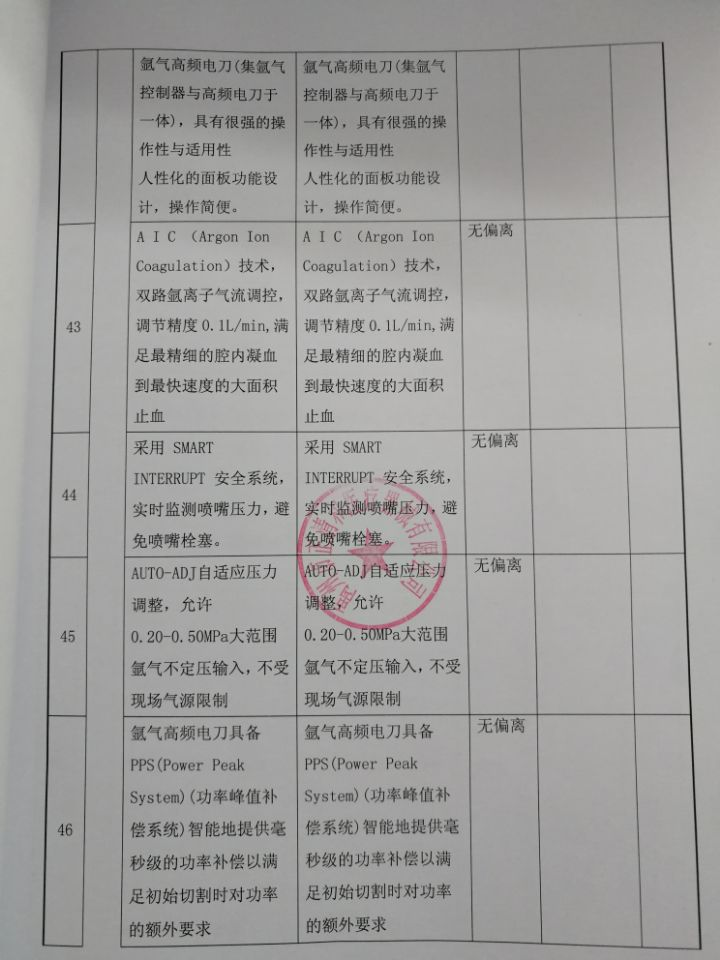 氩气高频电刀(集氩气
控制器与高频电刀于
一体)，具有很强的操
作性与适用性
人性化的面板功能设
计，操作简便。
氩气高频电刀(集氩气
控制器与高频电刀于
一体)，具有很强的操
作性与适用性
人性化的面板功能设
计，操作简便。
43
A I C （Argon Ion
Coagulation）技术，
双路氩离子气流调控，
调节精度 0.1L/min,满
足最精细的腔内凝血
到最快速度的大面积
止血
A I C （Argon Ion
Coagulation）技术，
双路氩离子气流调控，
调节精度 0.1L/min,满
足最精细的腔内凝血
到最快速度的大面积
止血
无偏离
44
采用 SMART
INTERRUPT 安全系统，
实时监测喷嘴压力，避
免喷嘴栓塞。
采用 SMART
INTERRUPT 安全系统，
实时监测喷嘴压力，避
免喷嘴栓塞。
无偏离
45
AUTO-ADJ自适应压力
调整，允许
0.20-0.50MPa大范围
氩气不定压输入，不受
现场气源限制
AUTO-ADJ自适应压力
调整，允许
0.20-0.50MPa大范围
氩气不定压输入，不受
现场气源限制
无偏离
46
氩气高频电刀具备
PPS(Power Peak
System)(功率峰值补
偿系统)智能地提供毫
秒级的功率补偿以满
足初始切割时对功率
的额外要求
氩气高频电刀具备
PPS(Power Peak
System)(功率峰值补
偿系统)智能地提供毫
秒级的功率补偿以满
足初始切割时对功率
的额外要求
无偏离
医疗器械有限公司